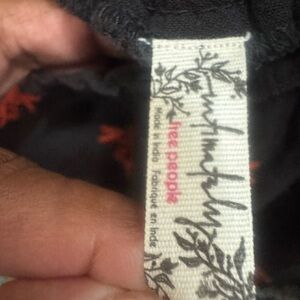 intimately
free people
Made in India Fabriqué en Inde